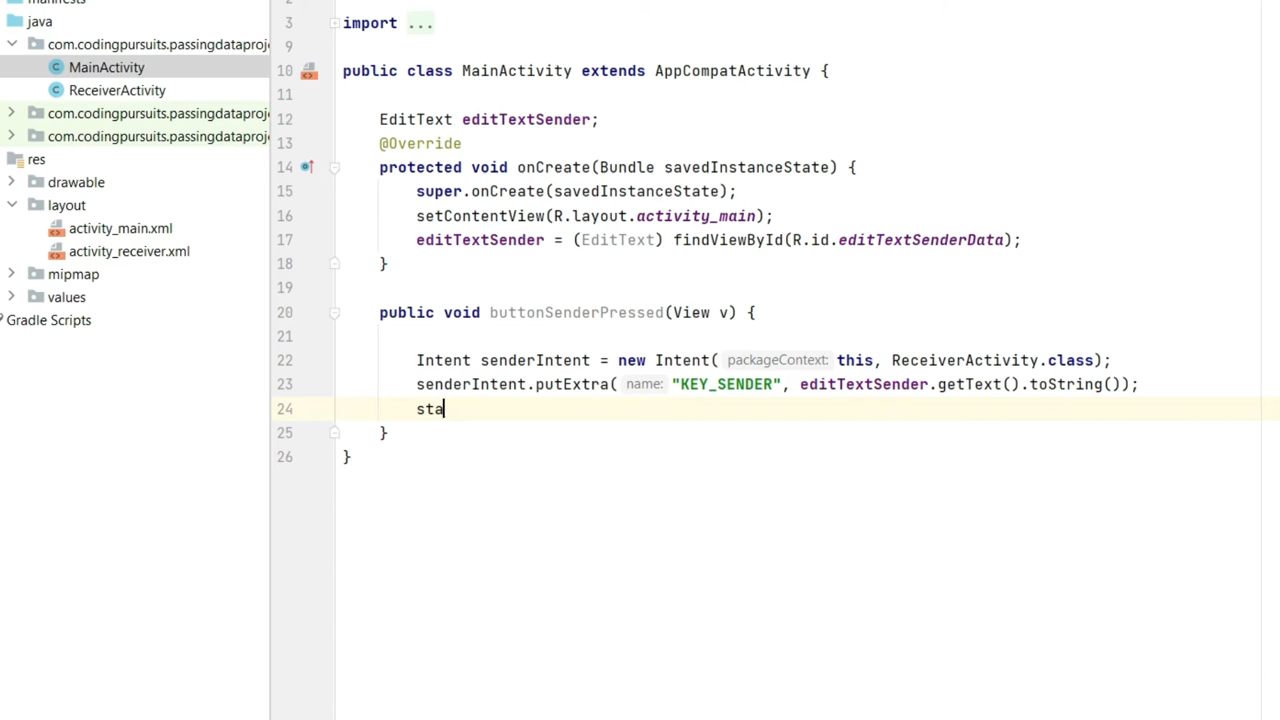 manifests
java
com.codingpursuits.passingdataproje
MainActivity
ReceiverActivity
com.codingpursuits.passingdataproje
com.codingpursuits.passingdataproje
res
drawable
layout
activity_main.xml
activity_receiver.xml
mipmap
values
Gradle Scripts
2
3 import ...
9
10 public class MainActivity extends AppCompatActivity {
11
12 EditText editTextSender;
13 @Override
14 protected void onCreate(Bundle savedInstanceState) {
15 super.onCreate(savedInstanceState);
16 setContentView(R.layout.activity_main);
17 editTextSender = (EditText) findViewById(R.id.editTextSenderData);
18 }
19
20 public void buttonSenderPressed(View v) {
21
22 Intent senderIntent = new Intent( packageContext: this, ReceiverActivity.class);
23 senderIntent.putExtra( name: "KEY_SENDER", editTextSender.getText().toString());
24 sta
25 }
26 }